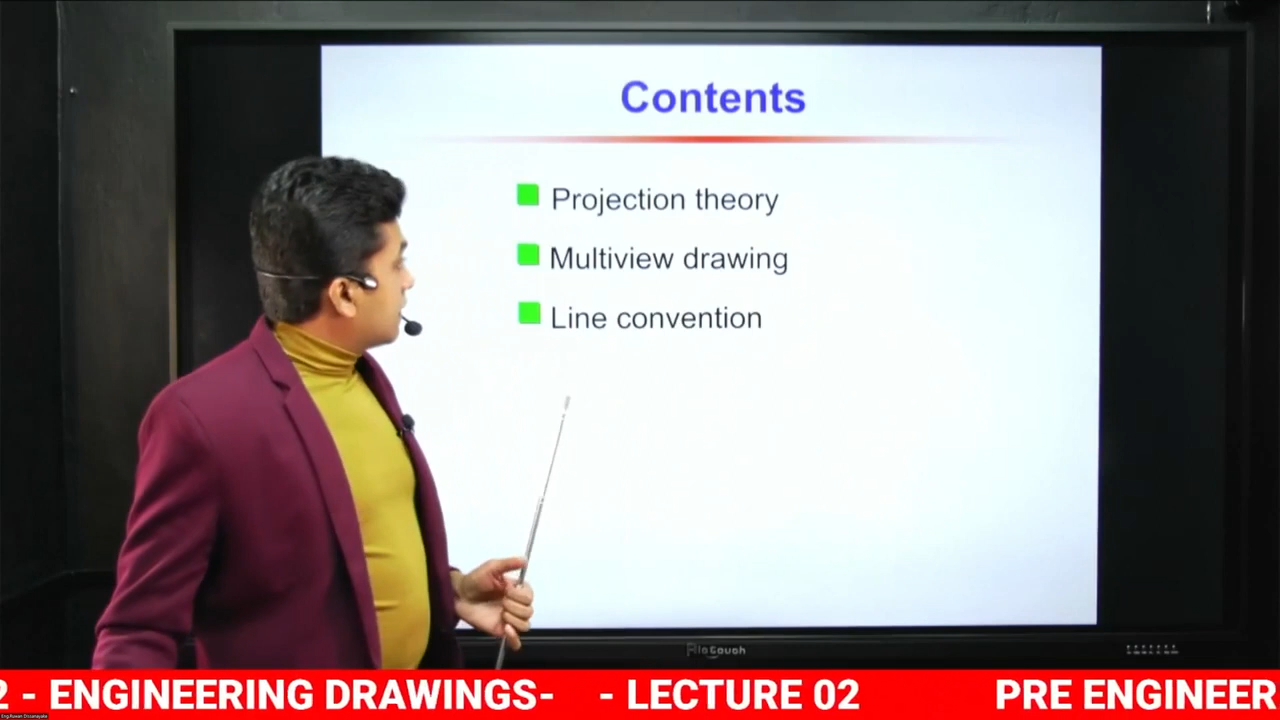 Contents
Projection theory
Multiview drawing
Line convention
2 - ENGINEERING DRAWINGS- - LECTURE 02 PRE ENGINEER